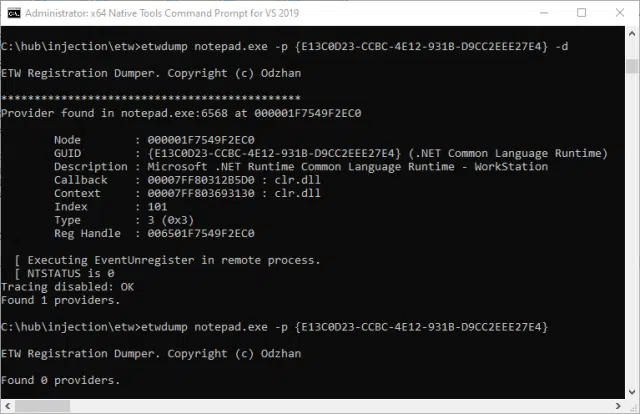 Administrator: x64 Native Tools Command Prompt for VS 2019
C:\hub\injection\etw>etwdump notepad.exe -p {E13C0D23-CCBC-4E12-931B-D9CC2EEE27E4} -d
ETW Registration Dumper. Copyright (c) Odzhan
*********************************************
Provider found in notepad.exe:6568 at 000001F7549F2EC0
Node : 000001F7549F2EC0
GUID : {E13C0D23-CCBC-4E12-931B-D9CC2EEE27E4} (.NET Common Language Runtime)
Description : Microsoft .NET Runtime Common Language Runtime - WorkStation
Callback : 00007FF80312B5D0 : clr.dll
Context : 00007FF803693130 : clr.dll
Index : 101
Type : 3 (0x3)
Reg Handle : 006501F7549F2EC0
[ Executing EventUnregister in remote process.
[ NTSTATUS is 0
Tracing disabled: OK
Found 1 providers.
C:\hub\injection\etw>etwdump notepad.exe -p {E13C0D23-CCBC-4E12-931B-D9CC2EEE27E4}
ETW Registration Dumper. Copyright (c) Odzhan
Found 0 providers.